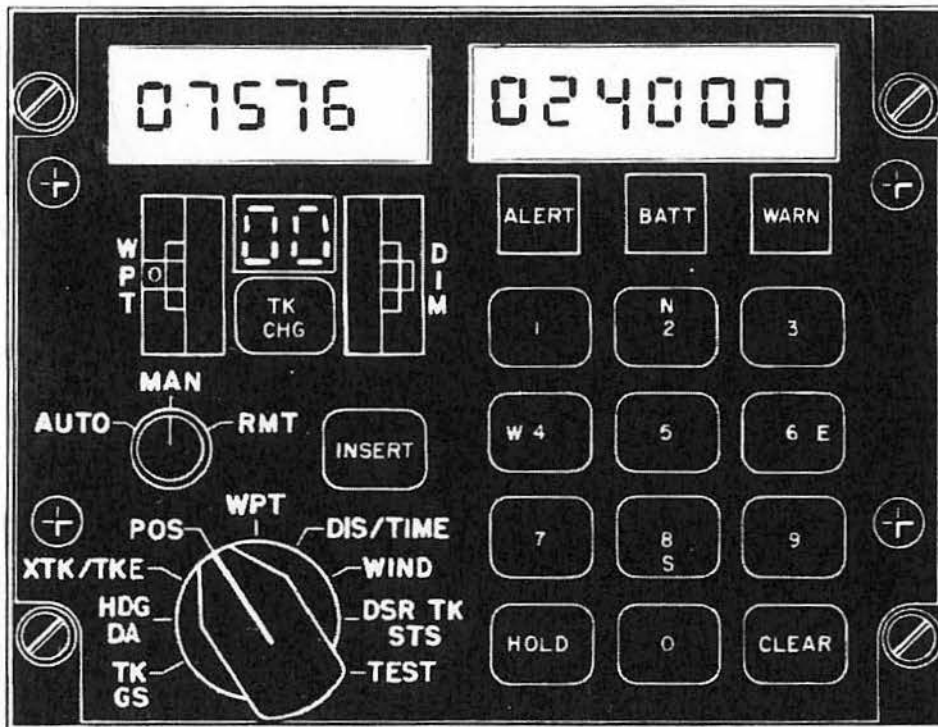 07576
024000
W
P
T
0
00
D
I
M
TK
CHG
ALERT
BATT
WARN
1
N
2
3
MAN
AUTO
RMT
INSERT
W 4
5
6 E
WPT
POS
DIS/TIME
XTK/TKE
WIND
HDG
DA
DSR TK
STS
TK
GS
TEST
7
8
S
9
HOLD
0
CLEAR